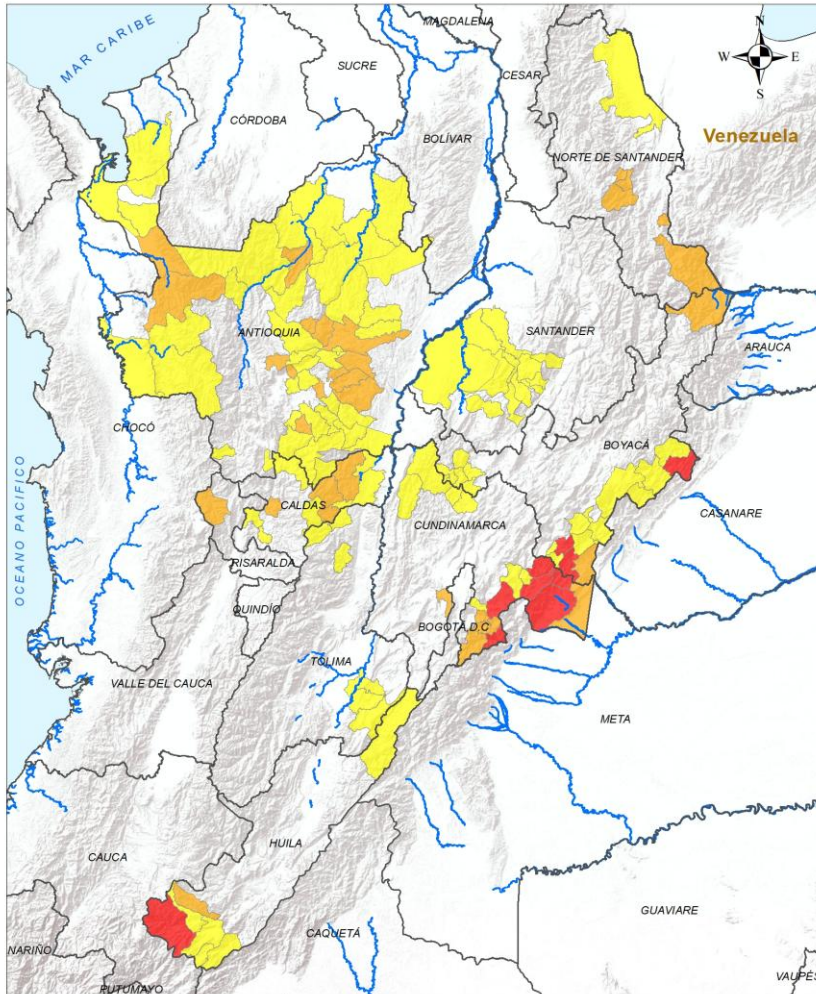 MAGDALENA
N
W E
S
MAR CARIBE
SUCRE
CESAR
CÓRDOBA
BOLÍVAR
Venezuela
NORTE DE SANTANDER
ANTIOQUIA
SANTANDER
ARAUCA
CHOCÓ
BOYACÁ
OCEANO PACIFICO
CALDAS
CUNDINAMARCA
CASANARE
RISARALDA
QUINDÍO
BOGOTÁ, D.C
TOLIMA
VALLE DEL CAUCA
META
HUILA
CAUCA
GUAVIARE
CAQUETÁ
NARIÑO
VAUPÉS
PUTUMAYO